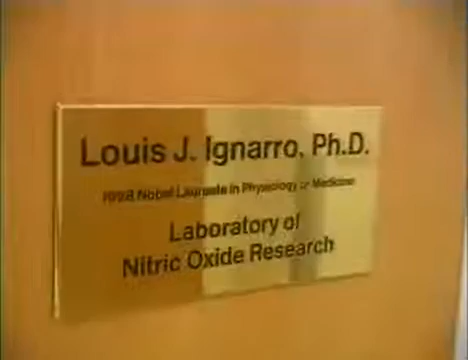 Louis J. Ignarro, Ph.D.
1998 Nobel Laureate in Physiology or Medicine
Laboratory of
Nitric Oxide Research